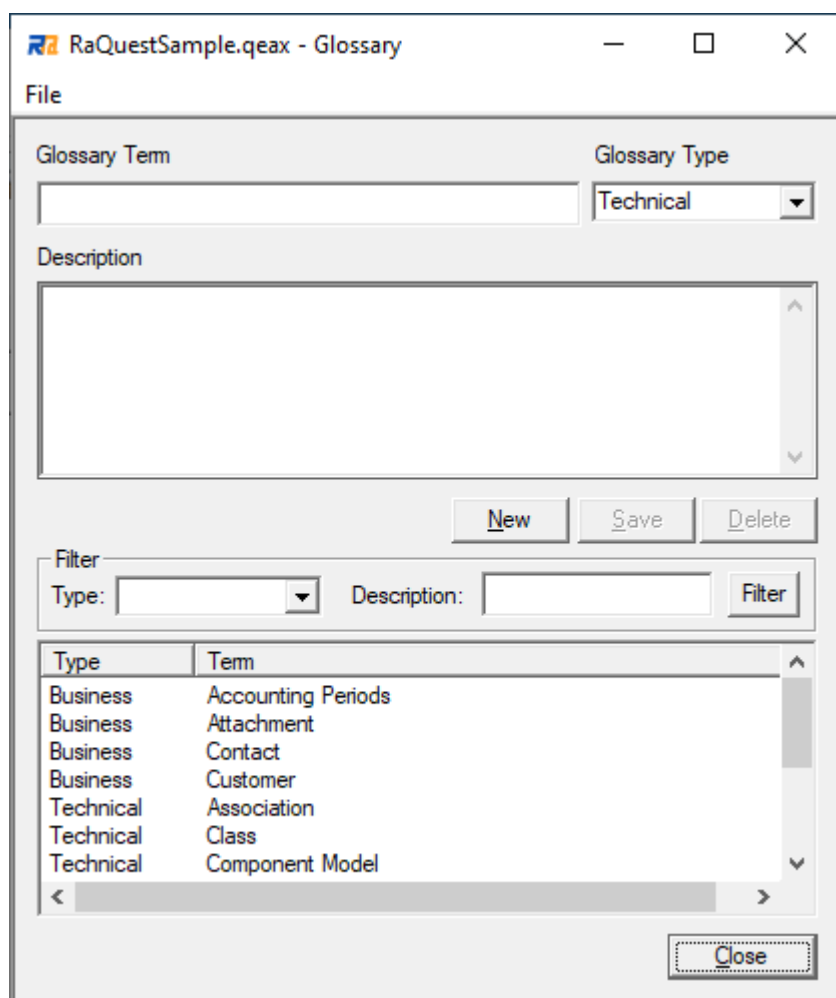 Ra RaQuestSample.qeax - Glossary
File
Glossary Term Glossary Type
Technical
Description
New Save Delete
Filter
Type: Description: Filter
Type Term
Business Accounting Periods
Business Attachment
Business Contact
Business Customer
Technical Association
Technical Class
Technical Component Model
Close